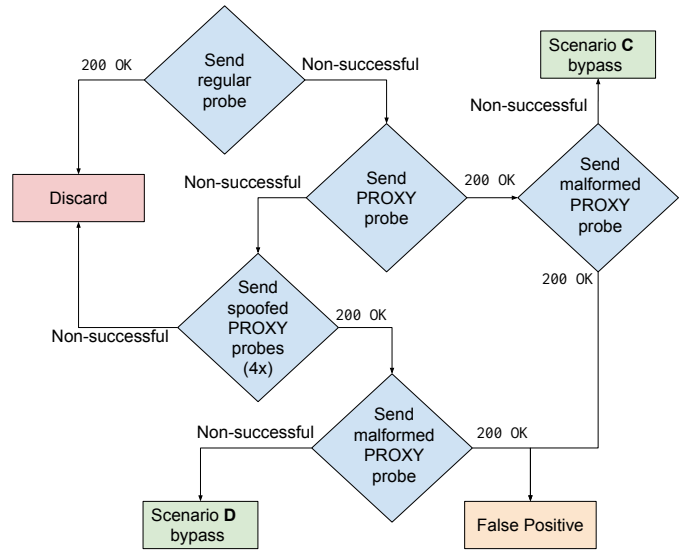 Send
regular
probe
200 OK
Non-successful
Scenario C
bypass
Non-successful
Send
PROXY
probe
Non-successful
200 OK
Send
malformed
PROXY
probe
Discard
200 OK
Send
spoofed
PROXY
probes
(4x)
Non-successful
200 OK
Send
malformed
PROXY
probe
Non-successful
200 OK
Scenario D
bypass
False Positive